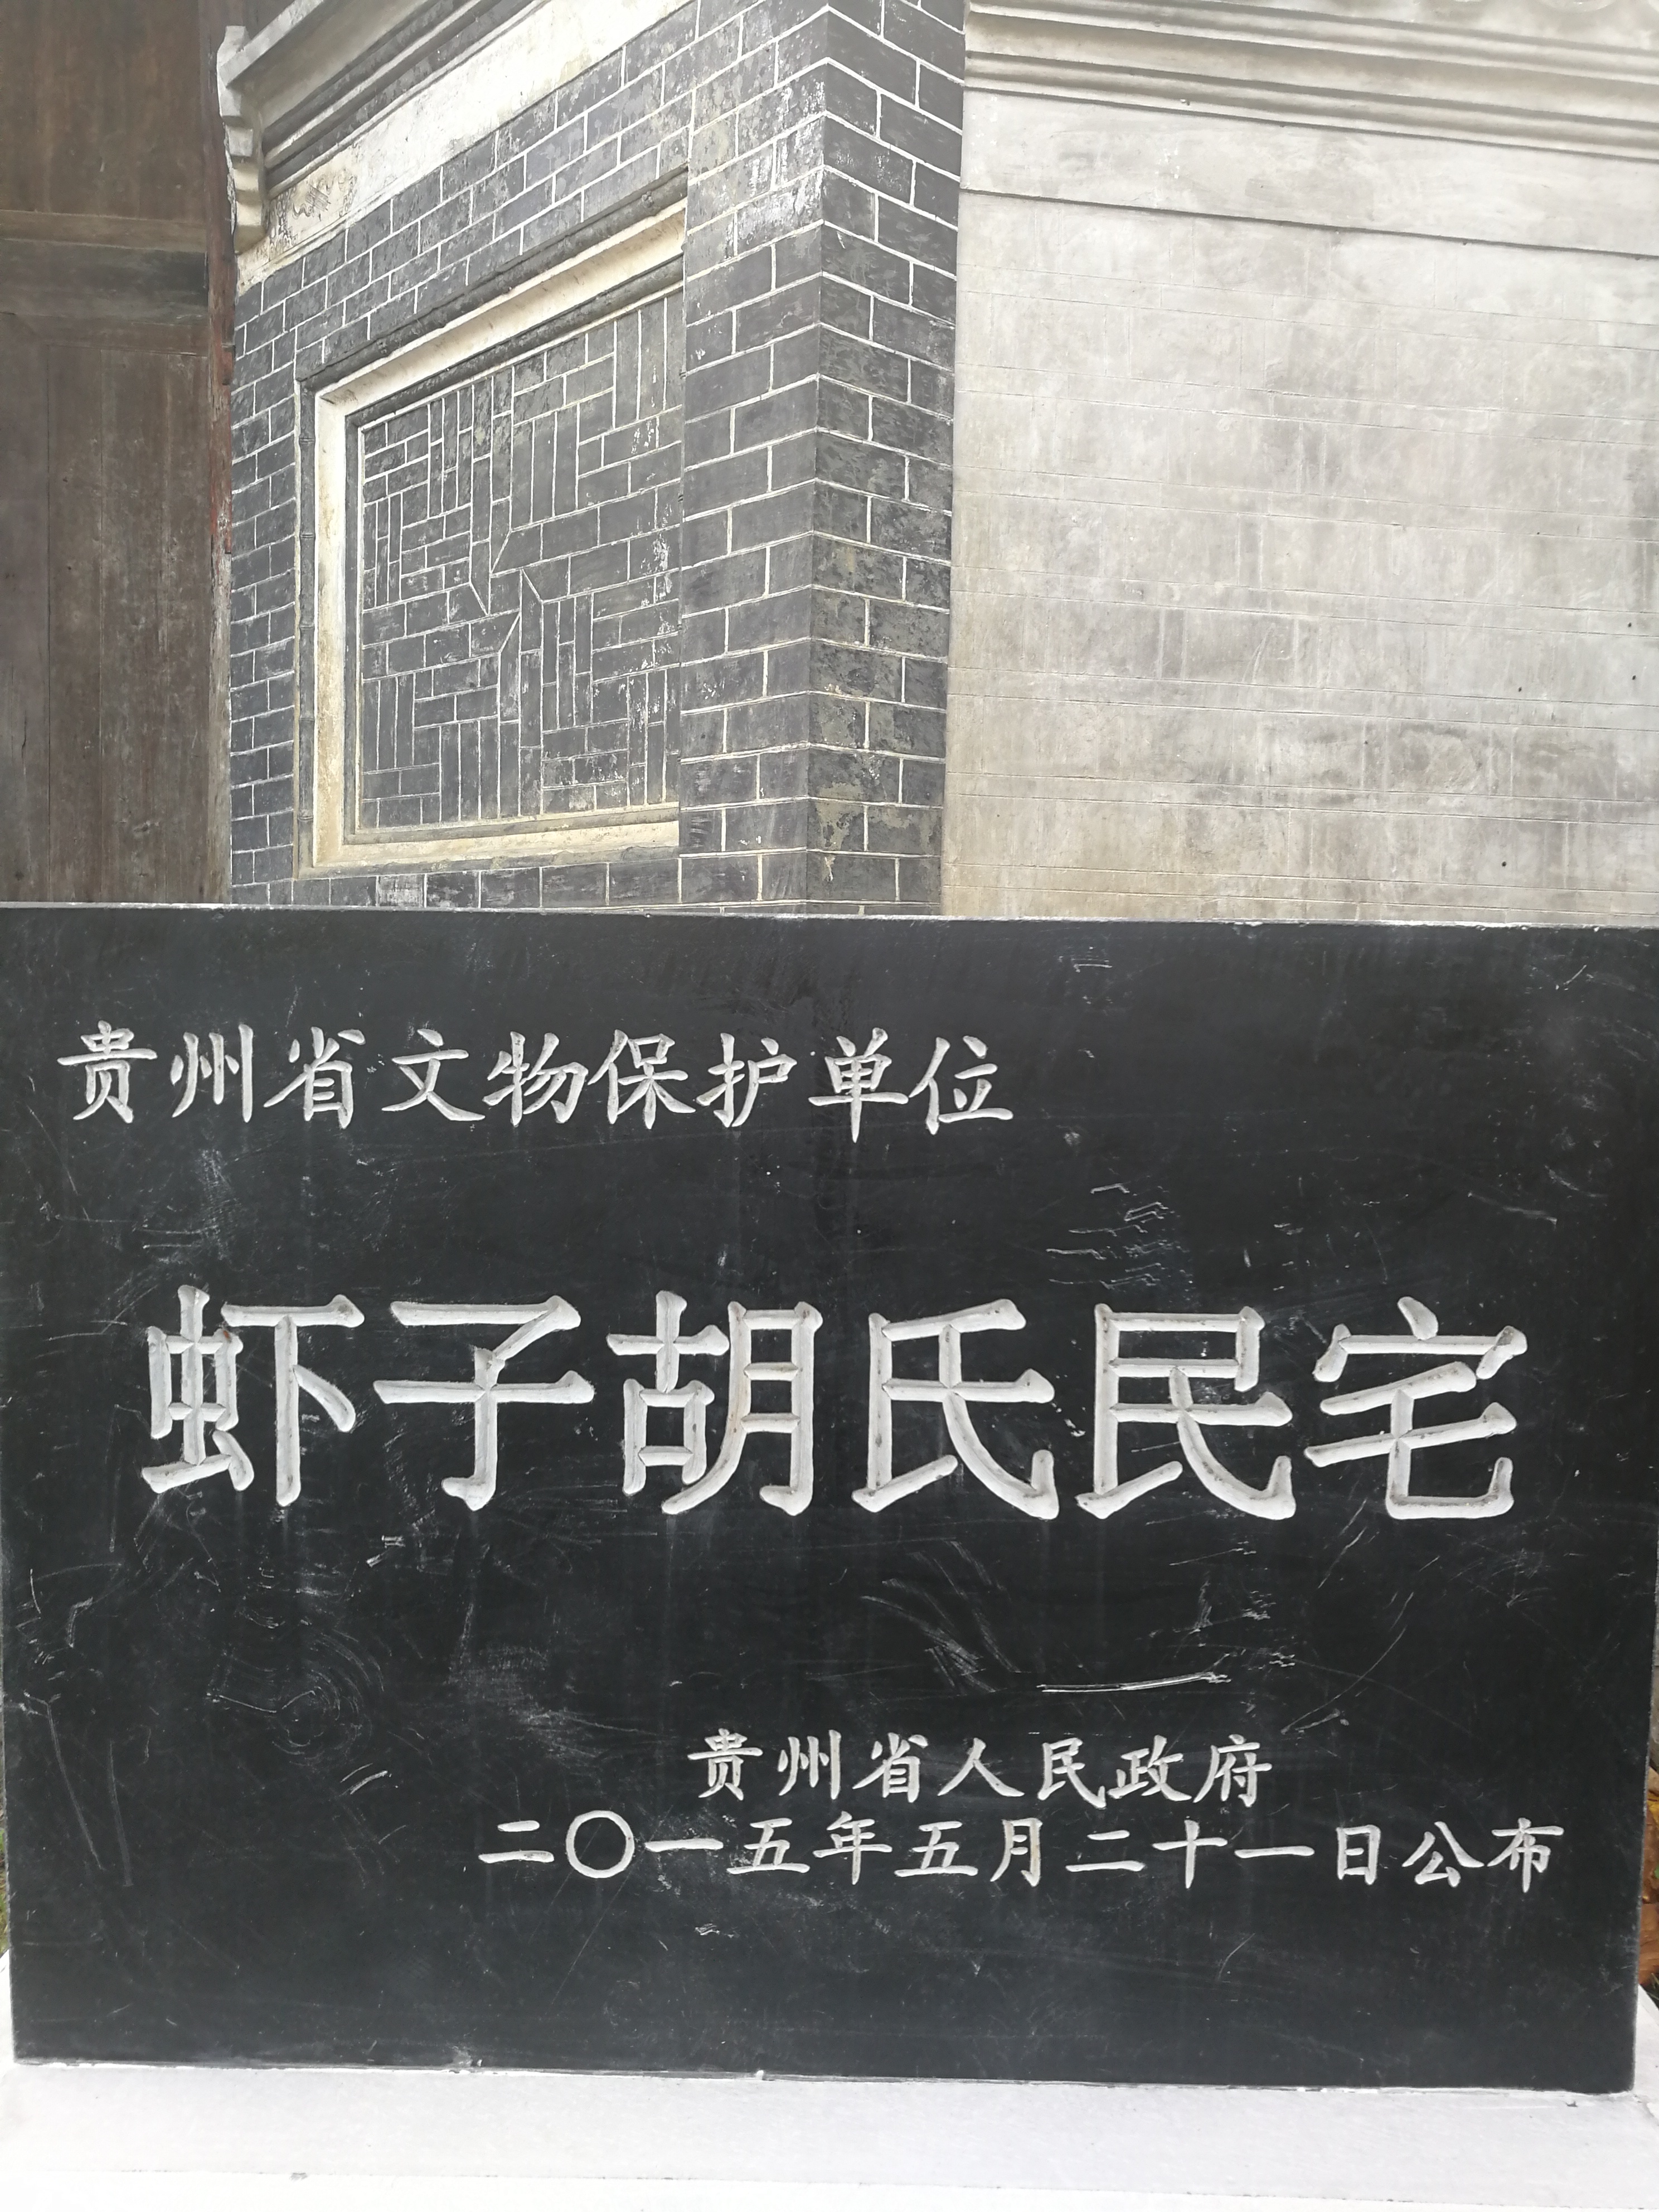 贵州省文物保护单位
虾子胡氏民宅
贵州省人民政府
二〇一五年五月二十一日公布